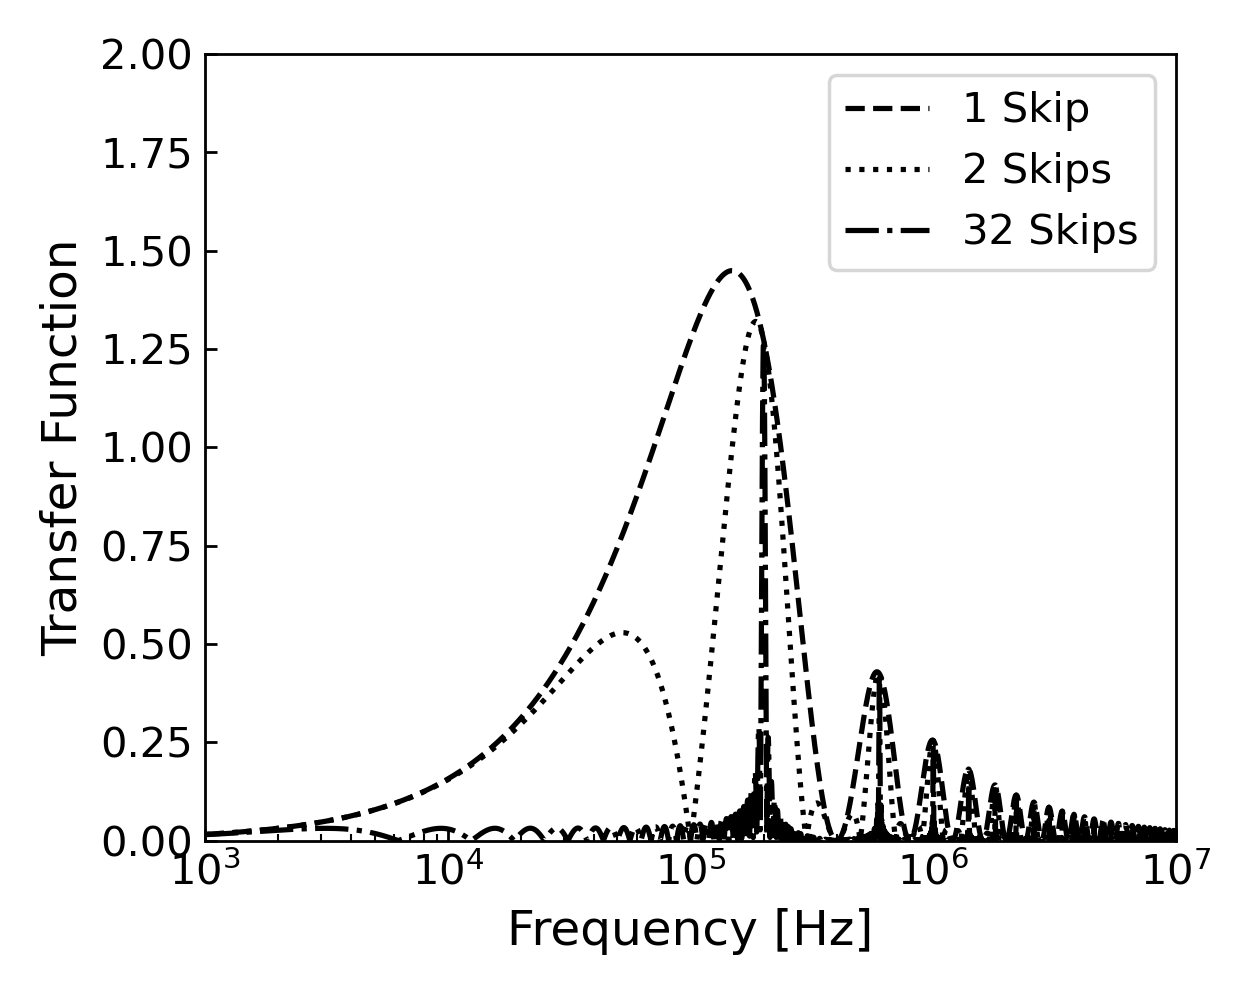 2.00
1.75
1.50
1.25
1.00
0.75
0.50
0.25
0.00
Transfer Function
1 Skip
2 Skips
32 Skips
10³ 10⁴ 10⁵ 10⁶ 10⁷
Frequency [Hz]